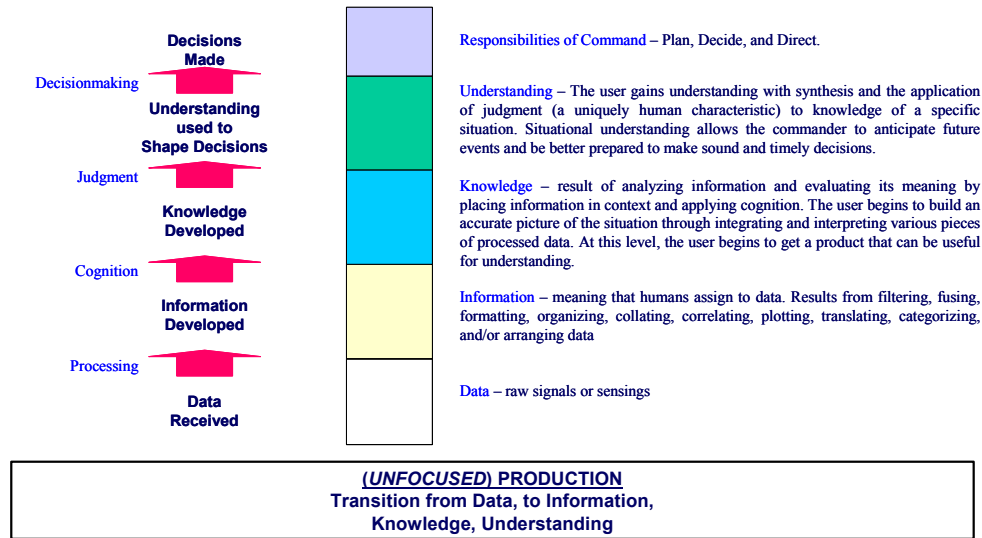 Decisions
Made
Decisionmaking
Understanding
used to
Shape Decisions
Judgment
Knowledge
Developed
Cognition
Information
Developed
Processing
Data
Received
Responsibilities of Command – Plan, Decide, and Direct.
Understanding – The user gains understanding with synthesis and the application
of judgment (a uniquely human characteristic) to knowledge of a specific
situation. Situational understanding allows the commander to anticipate future
events and be better prepared to make sound and timely decisions.
Knowledge – result of analyzing information and evaluating its meaning by
placing information in context and applying cognition. The user begins to build an
accurate picture of the situation through integrating and interpreting various pieces
of processed data. At this level, the user begins to get a product that can be useful
for understanding.
Information – meaning that humans assign to data. Results from filtering, fusing,
formatting, organizing, collating, correlating, plotting, translating, categorizing,
and/or arranging data
Data – raw signals or sensings
(UNFOCUSED) PRODUCTION
Transition from Data, to Information,
Knowledge, Understanding